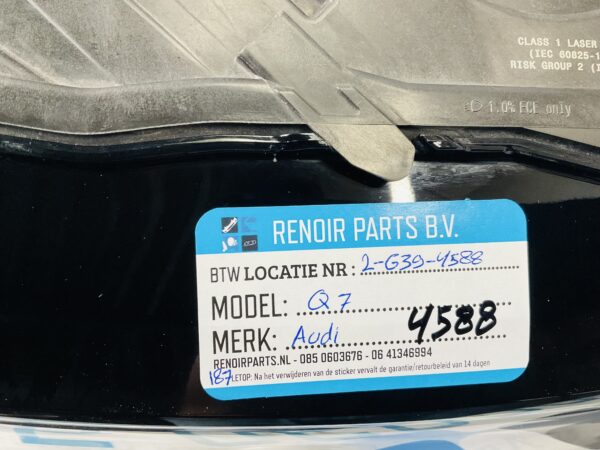 CLASS 1 LASER
(IEC 60825-1
RISK GROUP 2 (I
1.0% ECE only
RENOIR PARTS B.V.
BTW LOCATIE NR: 2-G39-4588
MODEL: Q7
MERK: Audi 4588
RENOIRPARTS.NL - 085 0603676 - 06 41346994
187 LETOP: Na het verwijderen van de sticker vervalt de garantie/retourbeleid van 14 dagen